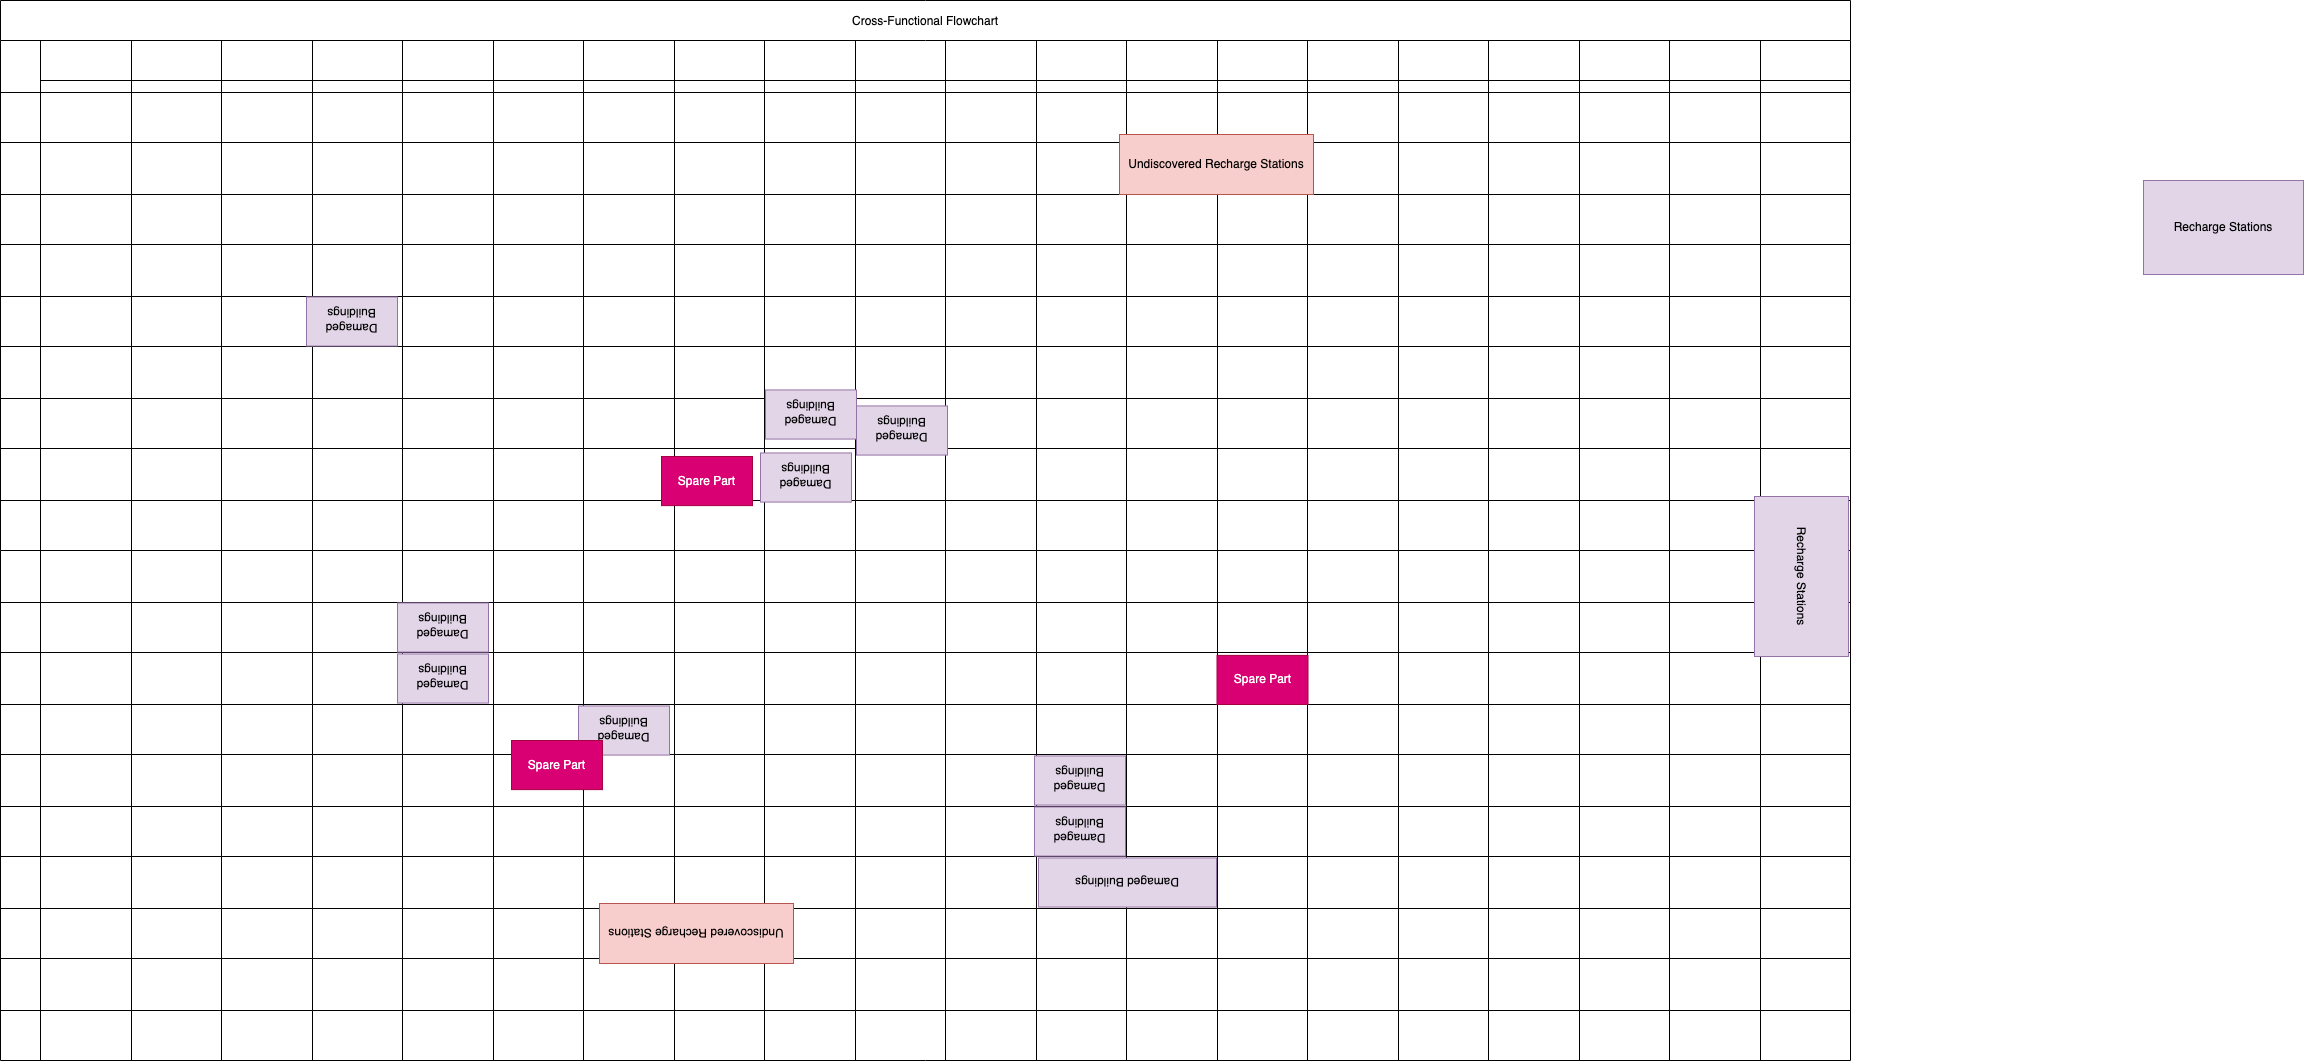 Cross-Functional Flowchart
Undiscovered Recharge Stations
Recharge Stations
Damaged
Buildings
Damaged
Buildings
Damaged
Buildings
Spare Part
Damaged
Buildings
Recharge Stations
Damaged
Buildings
Damaged
Buildings
Spare Part
Damaged
Buildings
Spare Part
Damaged
Buildings
Damaged
Buildings
Damaged Buildings
Undiscovered Recharge Stations